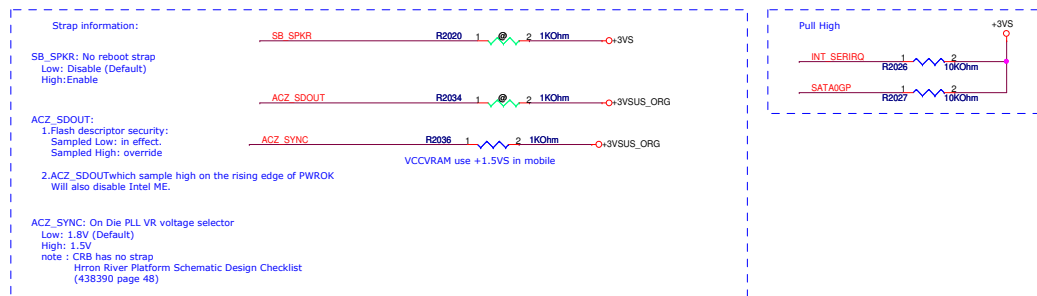 Strap information:
SB_SPKR R2020 1 @ 2 1KOhm +3VS
SB_SPKR: No reboot strap
Low: Disable (Default)
High:Enable
ACZ_SDOUT R2034 1 @ 2 1KOhm +3VSUS_ORG
ACZ_SDOUT:
1.Flash descriptor security:
Sampled Low: in effect.
Sampled High: override
ACZ_SYNC R2036 1 2 1KOhm +3VSUS_ORG
VCCVRAM use +1.5VS in mobile
2.ACZ_SDOUTwhich sample high on the rising edge of PWROK
Will also disable Intel ME.
ACZ_SYNC: On Die PLL VR voltage selector
Low: 1.8V (Default)
High: 1.5V
note : CRB has no strap
Hrron River Platform Schematic Design Checklist
(438390 page 48)
Pull High
+3VS
INT_SERIRQ R2026 1 2 10KOhm
SATA0GP R2027 1 2 10KOhm